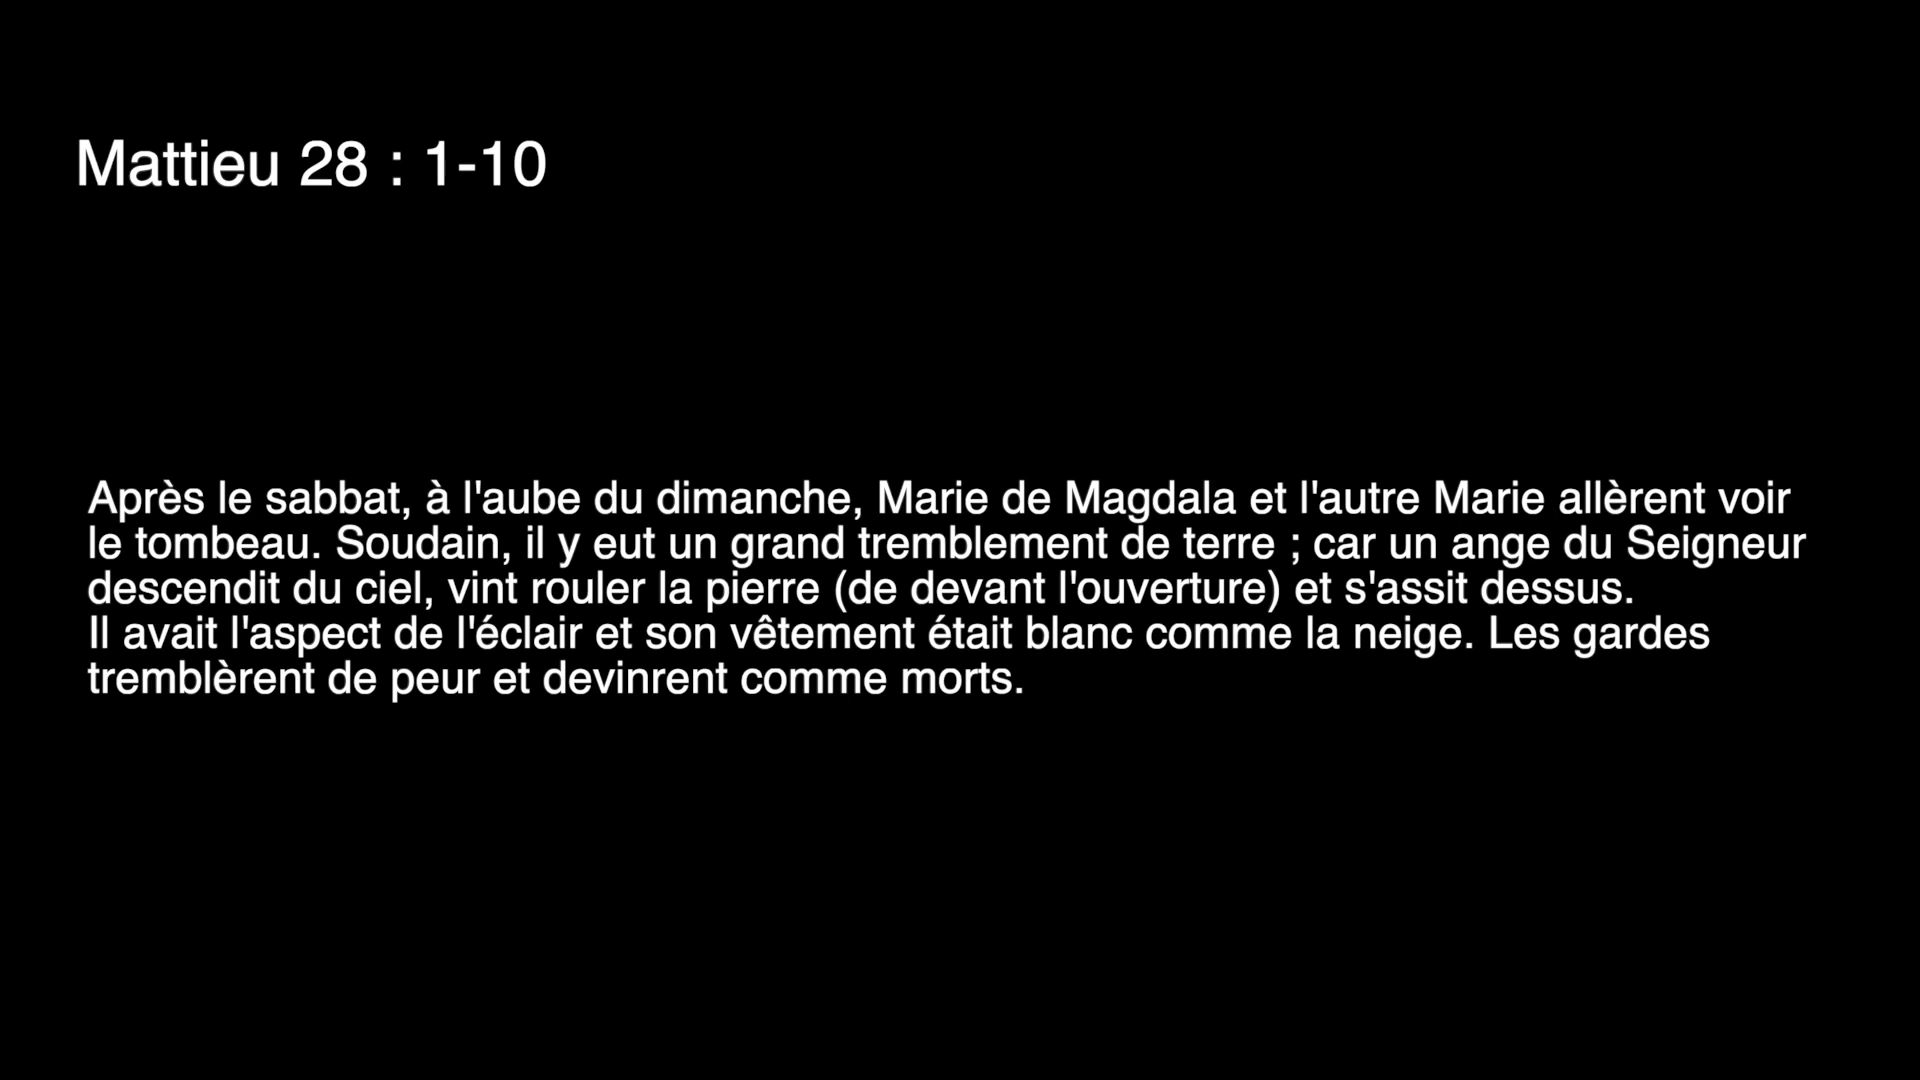 Mattieu 28 : 1-10
Après le sabbat, à l'aube du dimanche, Marie de Magdala et l'autre Marie allèrent voir
le tombeau. Soudain, il y eut un grand tremblement de terre ; car un ange du Seigneur
descendit du ciel, vint rouler la pierre (de devant l'ouverture) et s'assit dessus.
Il avait l'aspect de l'éclair et son vêtement était blanc comme la neige. Les gardes
tremblèrent de peur et devinrent comme morts.